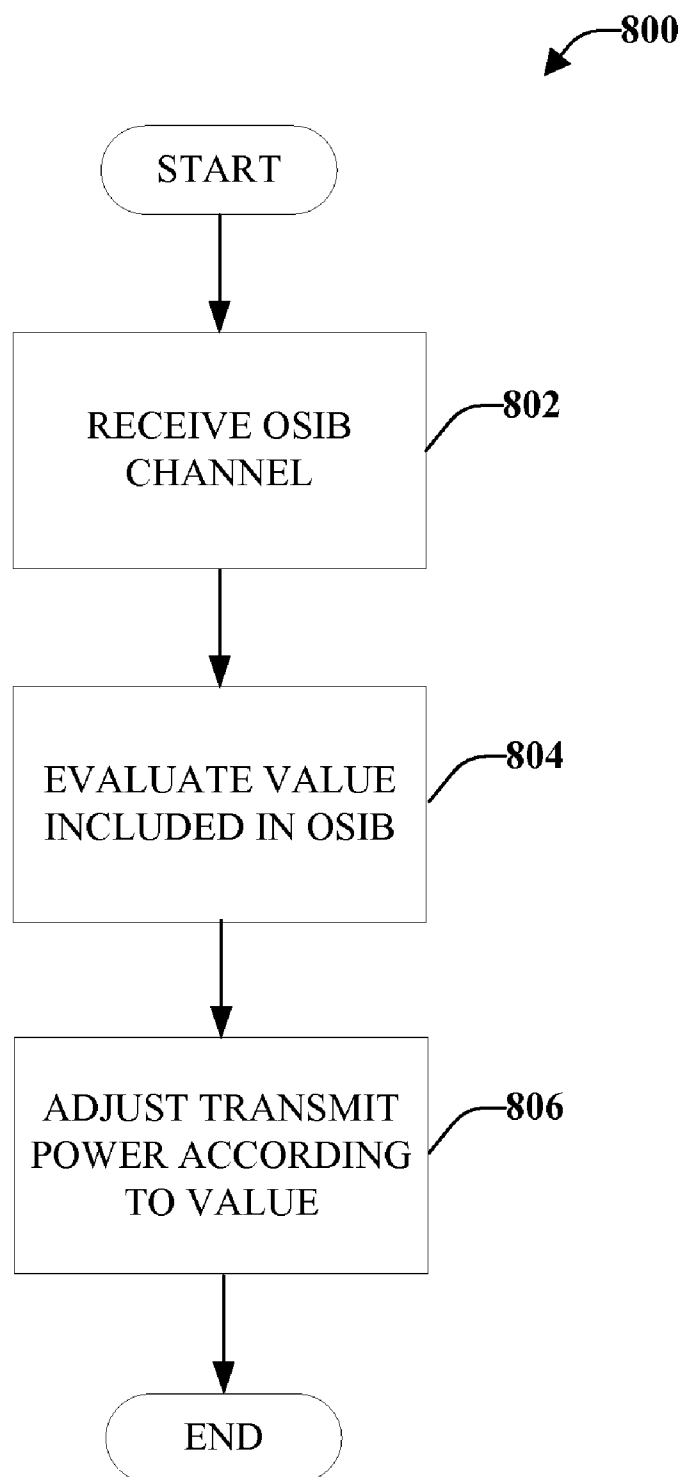 800
START
RECEIVE OSIB
CHANNEL
802
EVALUATE VALUE
INCLUDED IN OSIB
804
ADJUST TRANSMIT
POWER ACCORDING
TO VALUE
806
END